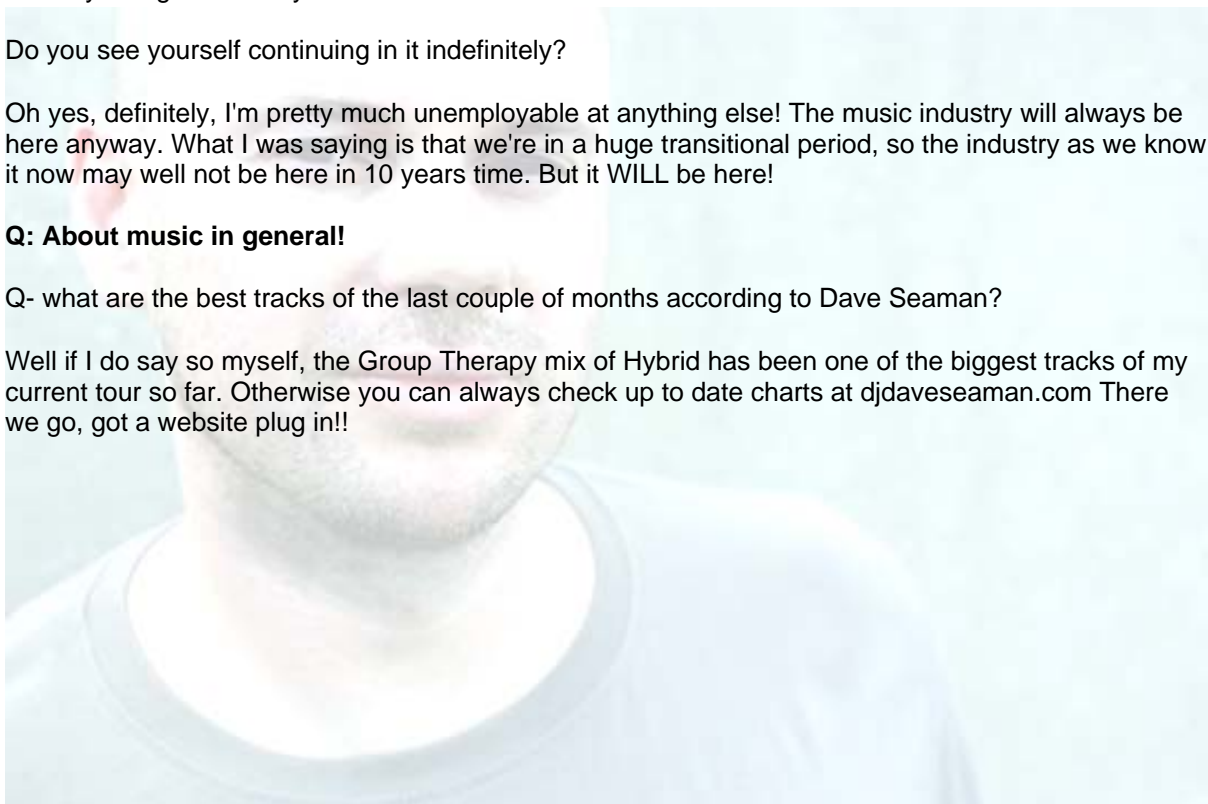 Do you see yourself continuing in it indefinitely?
Oh yes, definitely, I'm pretty much unemployable at anything else! The music industry will always be
here anyway. What I was saying is that we're in a huge transitional period, so the industry as we know
it now may well not be here in 10 years time. But it WILL be here!
Q: About music in general!
Q- what are the best tracks of the last couple of months according to Dave Seaman?
Well if I do say so myself, the Group Therapy mix of Hybrid has been one of the biggest tracks of my
current tour so far. Otherwise you can always check up to date charts at djdaveseaman.com There
we go, got a website plug in!!